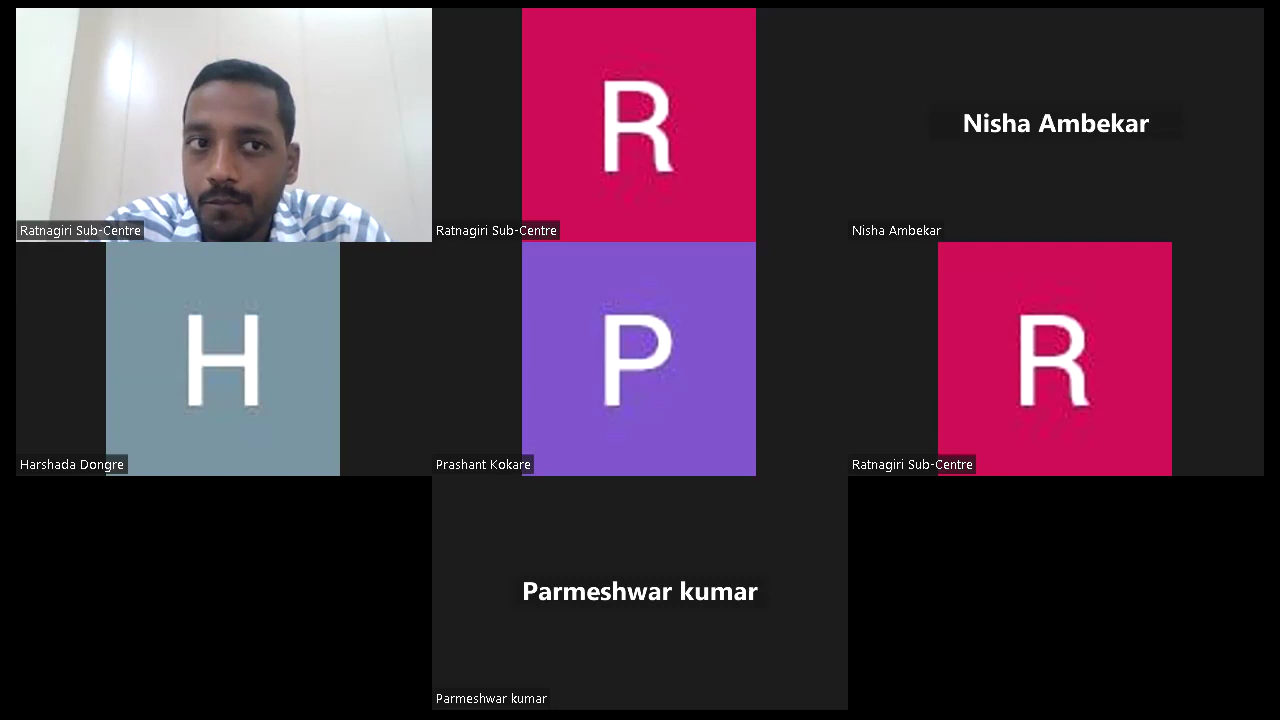 Ratnagiri Sub-Centre
R
Ratnagiri Sub-Centre
Nisha Ambekar
Nisha Ambekar
H
Harshada Dongre
P
Prashant Kokare
R
Ratnagiri Sub-Centre
Parmeshwar kumar
Parmeshwar kumar